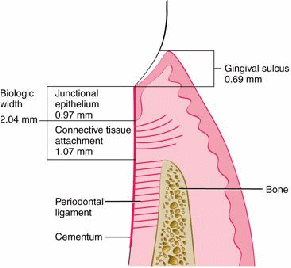 Gingival sulcus
0.69 mm
Biologic
width
2.04 mm
Junctional
epithelium
0.97 mm
Connective tissue
attachment
1.07 mm
Bone
Periodontal
ligament
Cementum